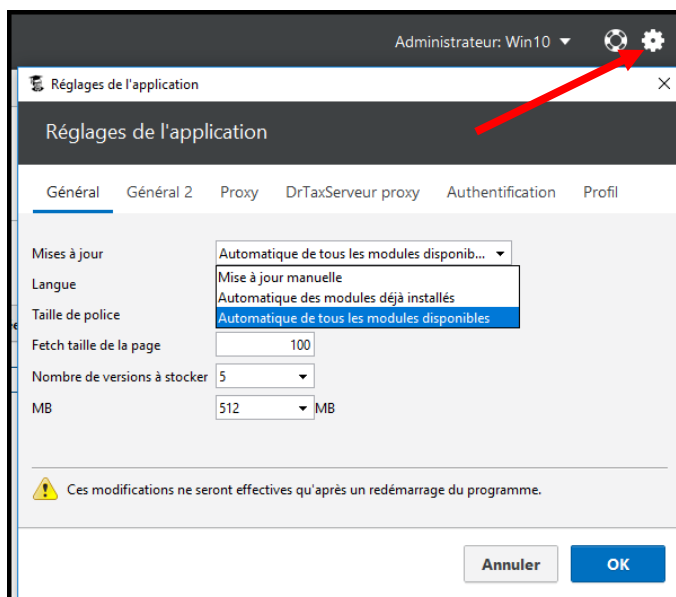 Administrateur: Win10
Réglages de l'application
Réglages de l'application
Général Général 2 Proxy DrTaxServeur proxy Authentification Profil
Mises à jour Automatique de tous les modules disponib...
Mise à jour manuelle
Langue
Automatique des modules déjà installés
Taille de police Automatique de tous les modules disponibles
Fetch taille de la page 100
Nombre de versions à stocker 5
MB 512 MB
Ces modifications ne seront effectives qu'après un redémarrage du programme.
Annuler OK